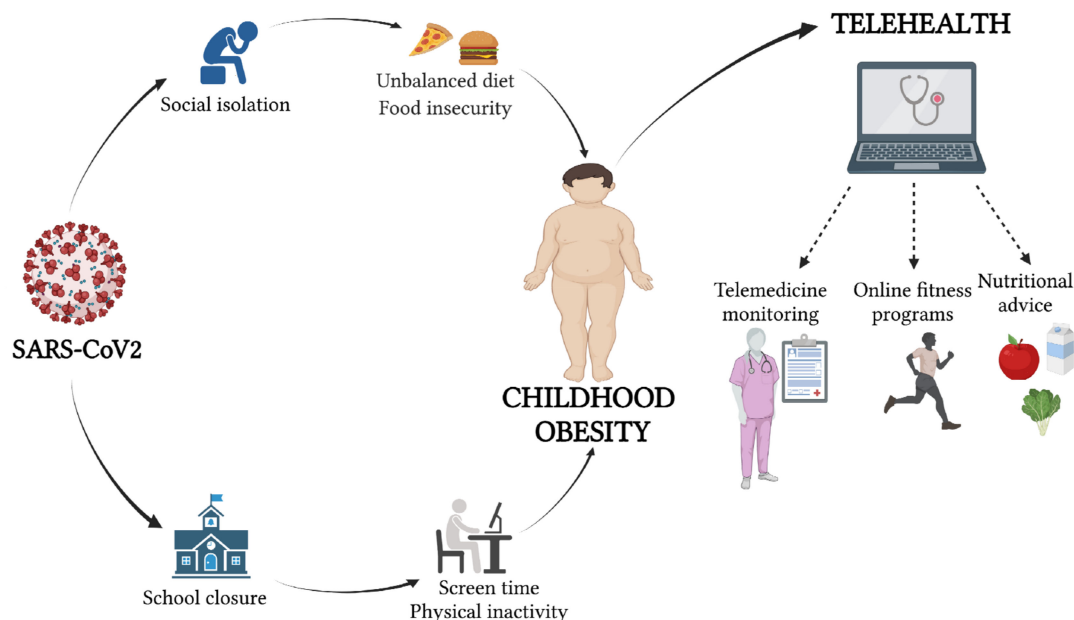 TELEHEALTH
Social isolation
Unbalanced diet
Food insecurity
SARS-CoV2
CHILDHOOD
OBESITY
Telemedicine
monitoring
Online fitness
programs
Nutritional
advice
School closure
Screen time
Physical inactivity